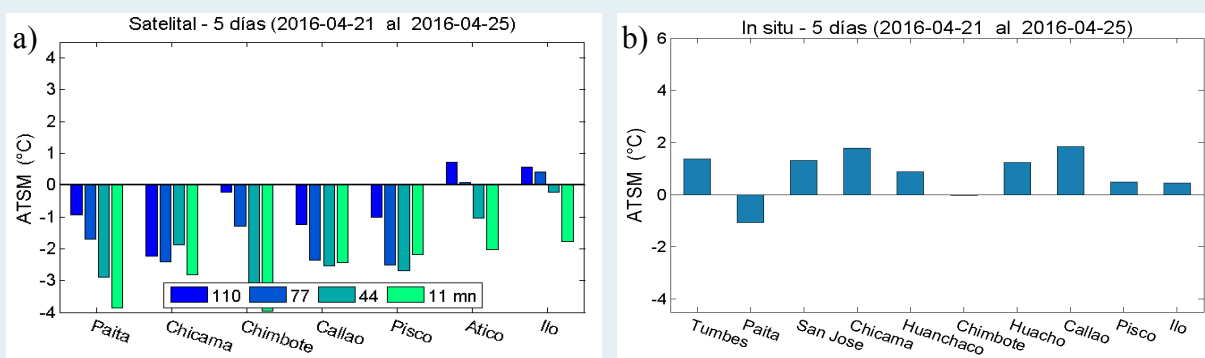 a)
Satelital - 5 días (2016-04-21 al 2016-04-25)
ATSM (°C)
4
3
2
1
0
-1
-2
-3
-4
110 77 44 11 mn
Paita Chicama Chimbote Callao Pisco Atico Ilo
b)
In situ - 5 días (2016-04-21 al 2016-04-25)
ATSM (°C)
6
4
2
0
-2
-4
Tumbes Paita San Jose Chicama Huanchaco Chimbote Huacho Callao Pisco Ilo